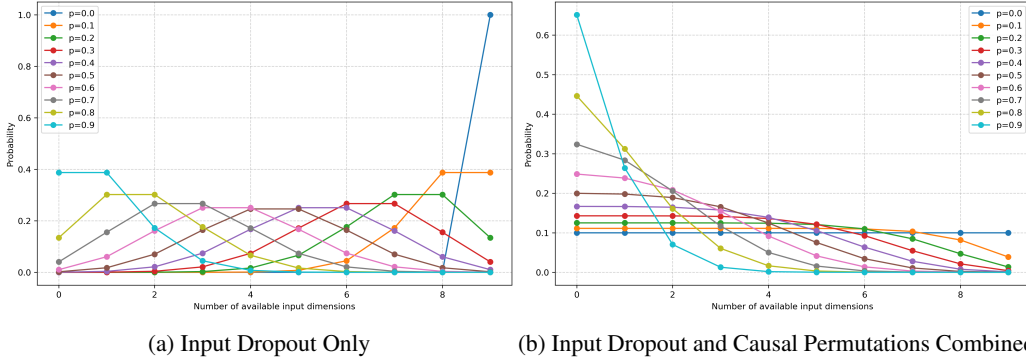 1.0
0.8
0.6
0.4
0.2
0.0
Probability
p=0.0
p=0.1
p=0.2
p=0.3
p=0.4
p=0.5
p=0.6
p=0.7
p=0.8
p=0.9
0 2 4 6 8
Number of available input dimensions
(a) Input Dropout Only
0.6
0.5
0.4
0.3
0.2
0.1
0.0
Probability
p=0.0
p=0.1
p=0.2
p=0.3
p=0.4
p=0.5
p=0.6
p=0.7
p=0.8
p=0.9
0 2 4 6 8
Number of available input dimensions
(b) Input Dropout and Causal Permutations Combined